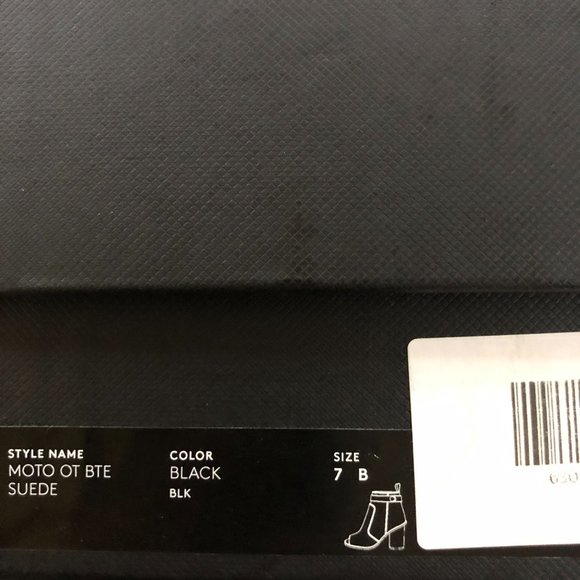 STYLE NAME
MOTO OT BTE
SUEDE
COLOR
BLACK
BLK
SIZE
7 B